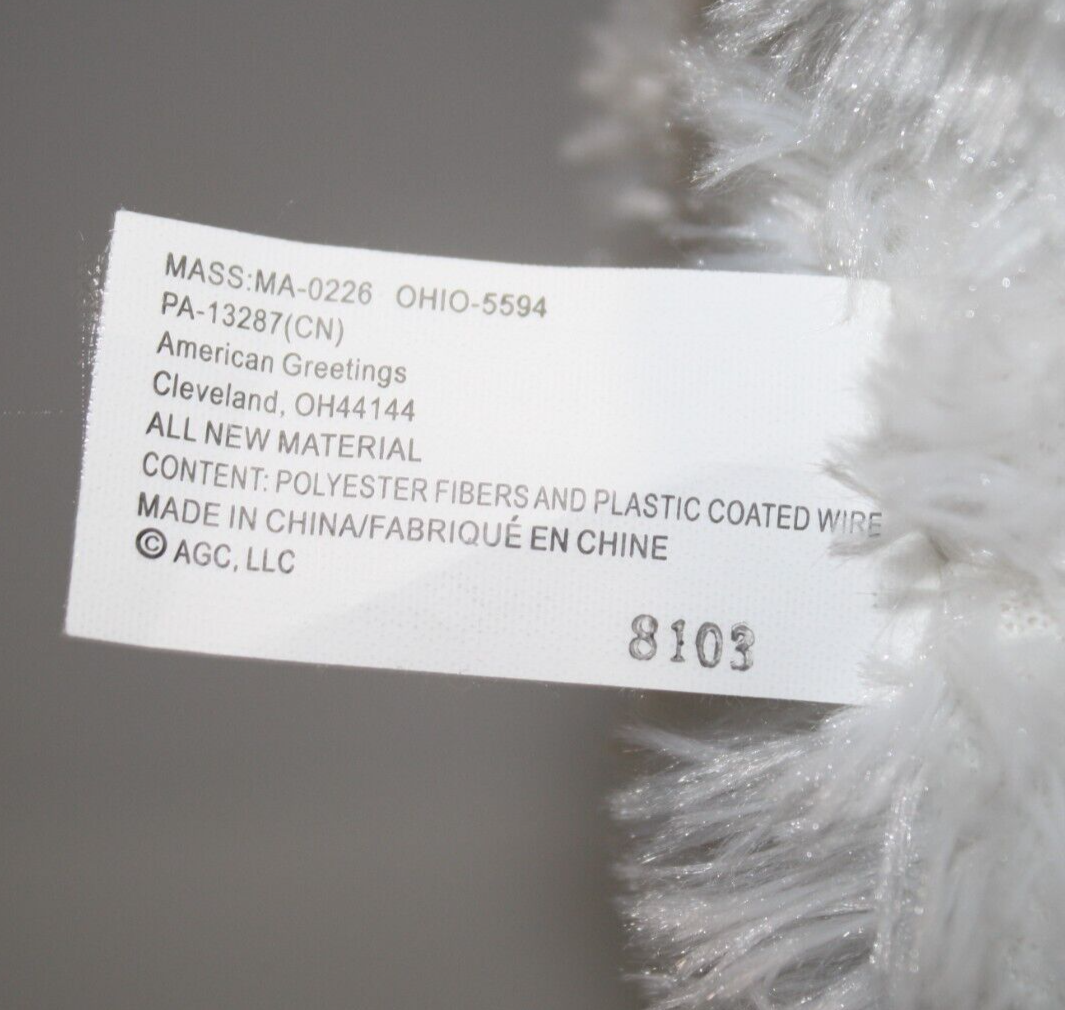 MASS:MA-0226 OHIO-5594
PA-13287(CN)
American Greetings
Cleveland, OH44144
ALL NEW MATERIAL
CONTENT: POLYESTER FIBERS AND PLASTIC COATED WIRE
MADE IN CHINA/FABRIQUÉ EN CHINE
© AGC, LLC
8103